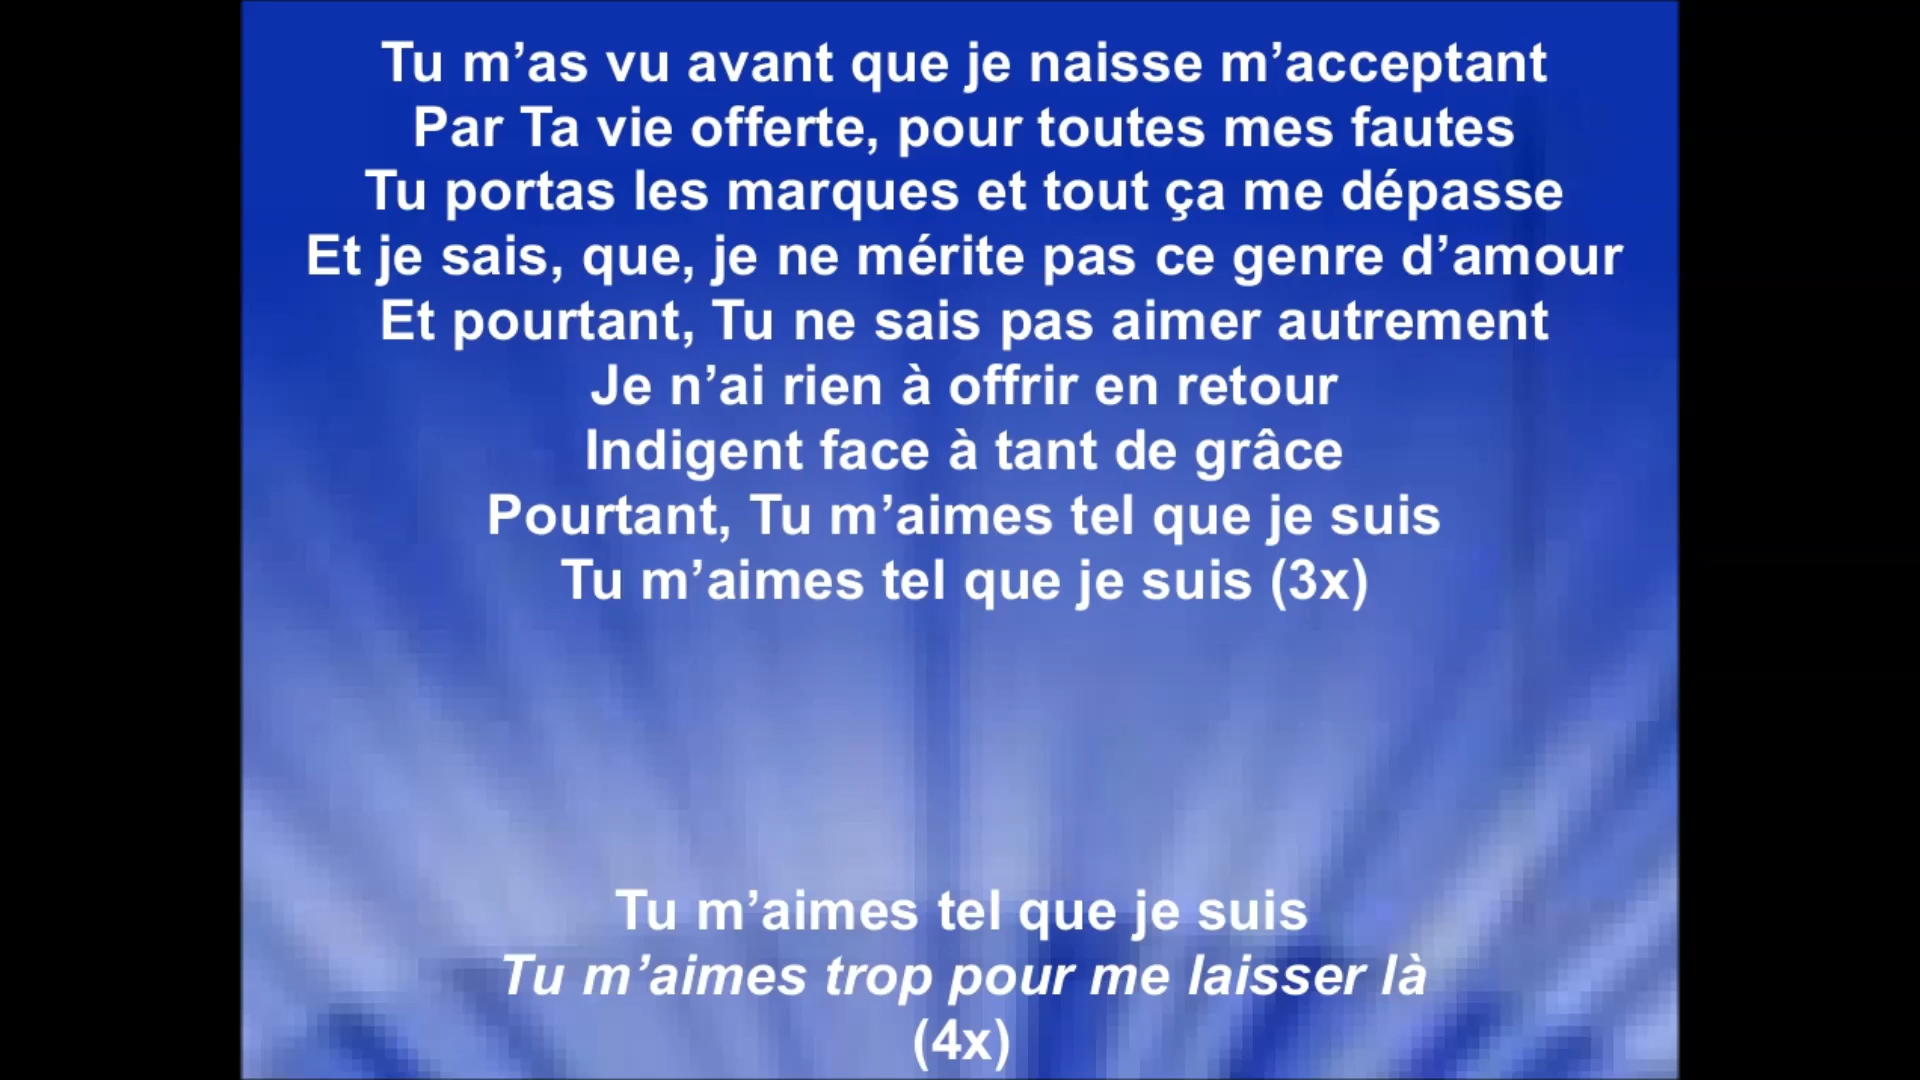 Tu m’as vu avant que je naisse m’acceptant
Par Ta vie offerte, pour toutes mes fautes
Tu portas les marques et tout ça me dépasse
Et je sais, que, je ne mérite pas ce genre d’amour
Et pourtant, Tu ne sais pas aimer autrement
Je n’ai rien à offrir en retour
Indigent face à tant de grâce
Pourtant, Tu m’aimes tel que je suis
Tu m’aimes tel que je suis (3x)
Tu m’aimes tel que je suis
Tu m’aimes trop pour me laisser là
(4x)